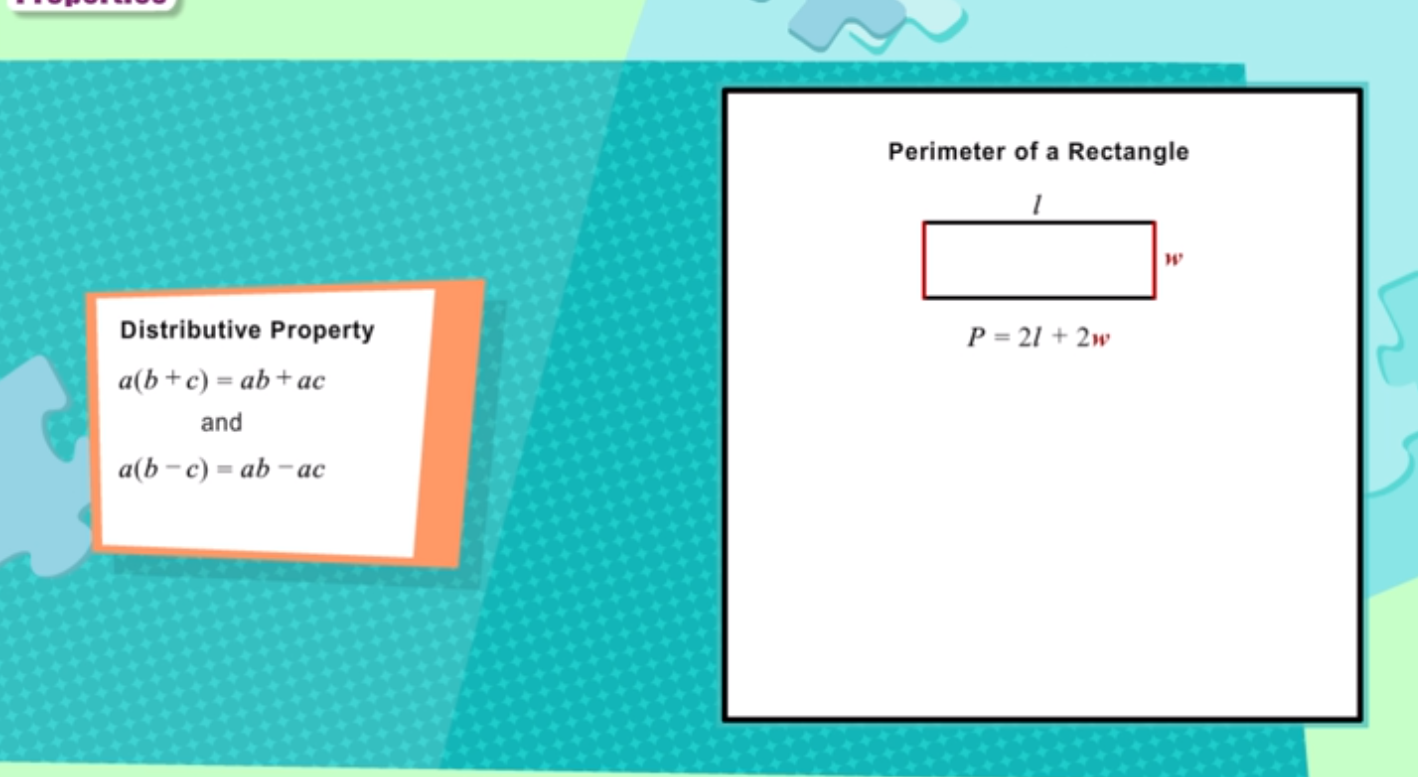 Properties
Distributive Property
a(b + c) = ab + ac
and
a(b − c) = ab − ac
Perimeter of a Rectangle
l
w
P = 2l + 2w